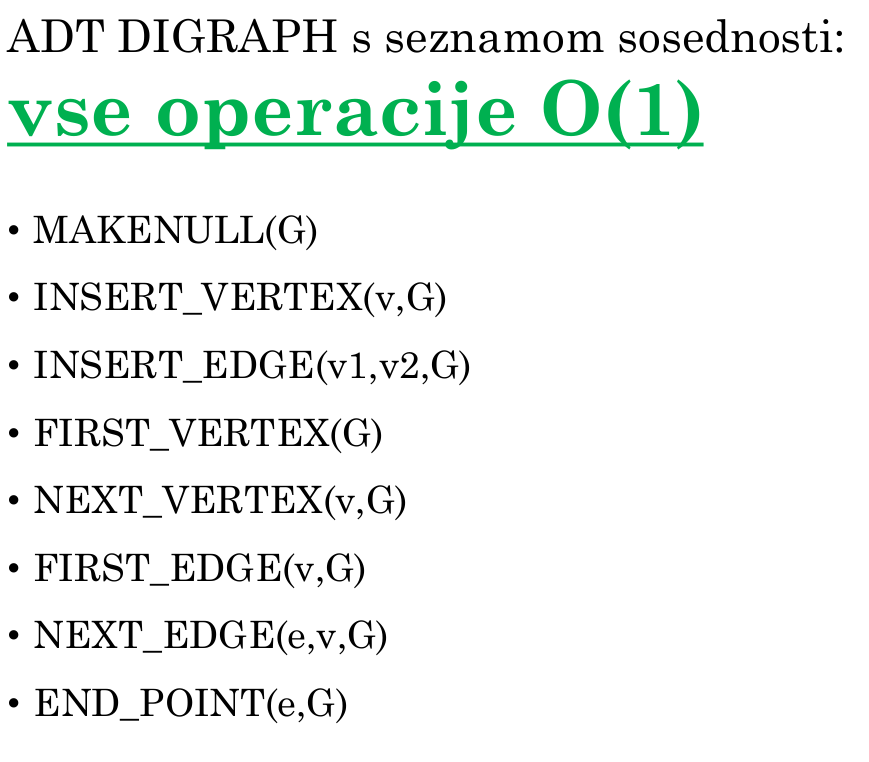 ADT DIGRAPH s seznamom sosednosti:
vse operacije O(1)
• MAKENULL(G)
• INSERT_VERTEX(v,G)
• INSERT_EDGE(v1,v2,G)
• FIRST_VERTEX(G)
• NEXT_VERTEX(v,G)
• FIRST_EDGE(v,G)
• NEXT_EDGE(e,v,G)
• END_POINT(e,G)